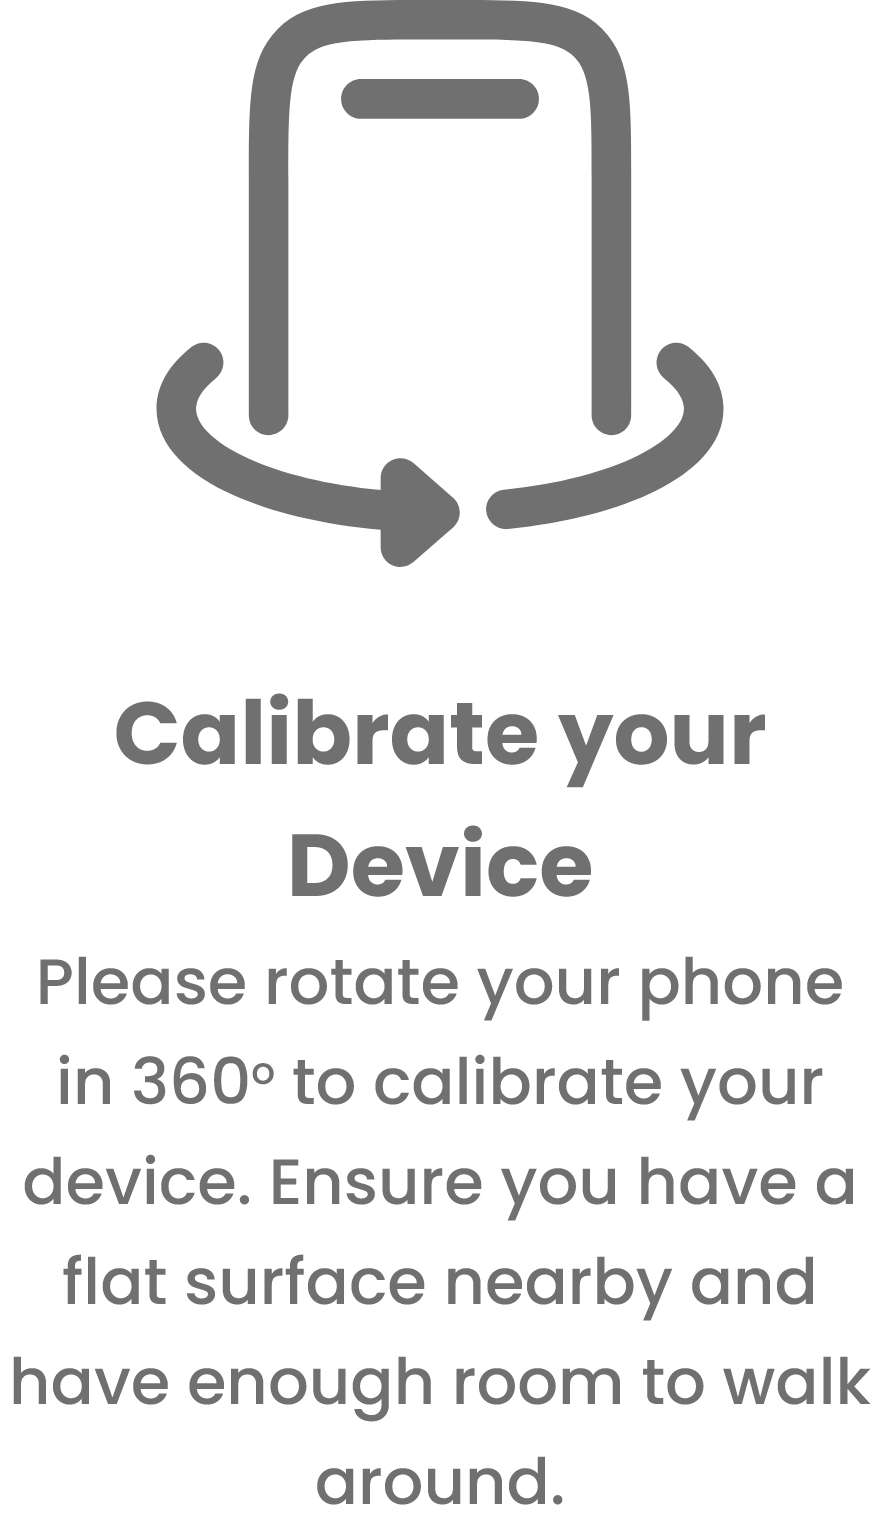 Calibrate your
Device
Please rotate your phone
in 360º to calibrate your
device. Ensure you have a
flat surface nearby and
have enough room to walk
around.